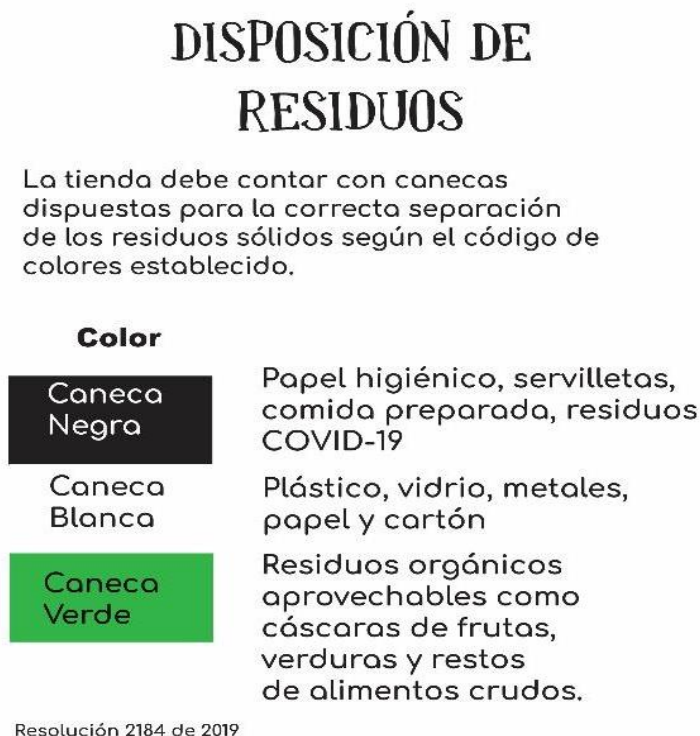 DISPOSICIÓN DE
RESIDUOS
La tienda debe contar con canecas
dispuestas para la correcta separación
de los residuos sólidos según el código de
colores establecido.
Color
Caneca
Negra
Papel higiénico, servilletas,
comida preparada, residuos
COVID-19
Caneca
Blanca
Plástico, vidrio, metales,
papel y cartón
Caneca
Verde
Residuos orgánicos
aprovechables como
cáscaras de frutas,
verduras y restos
de alimentos crudos.
Resolución 2184 de 2019